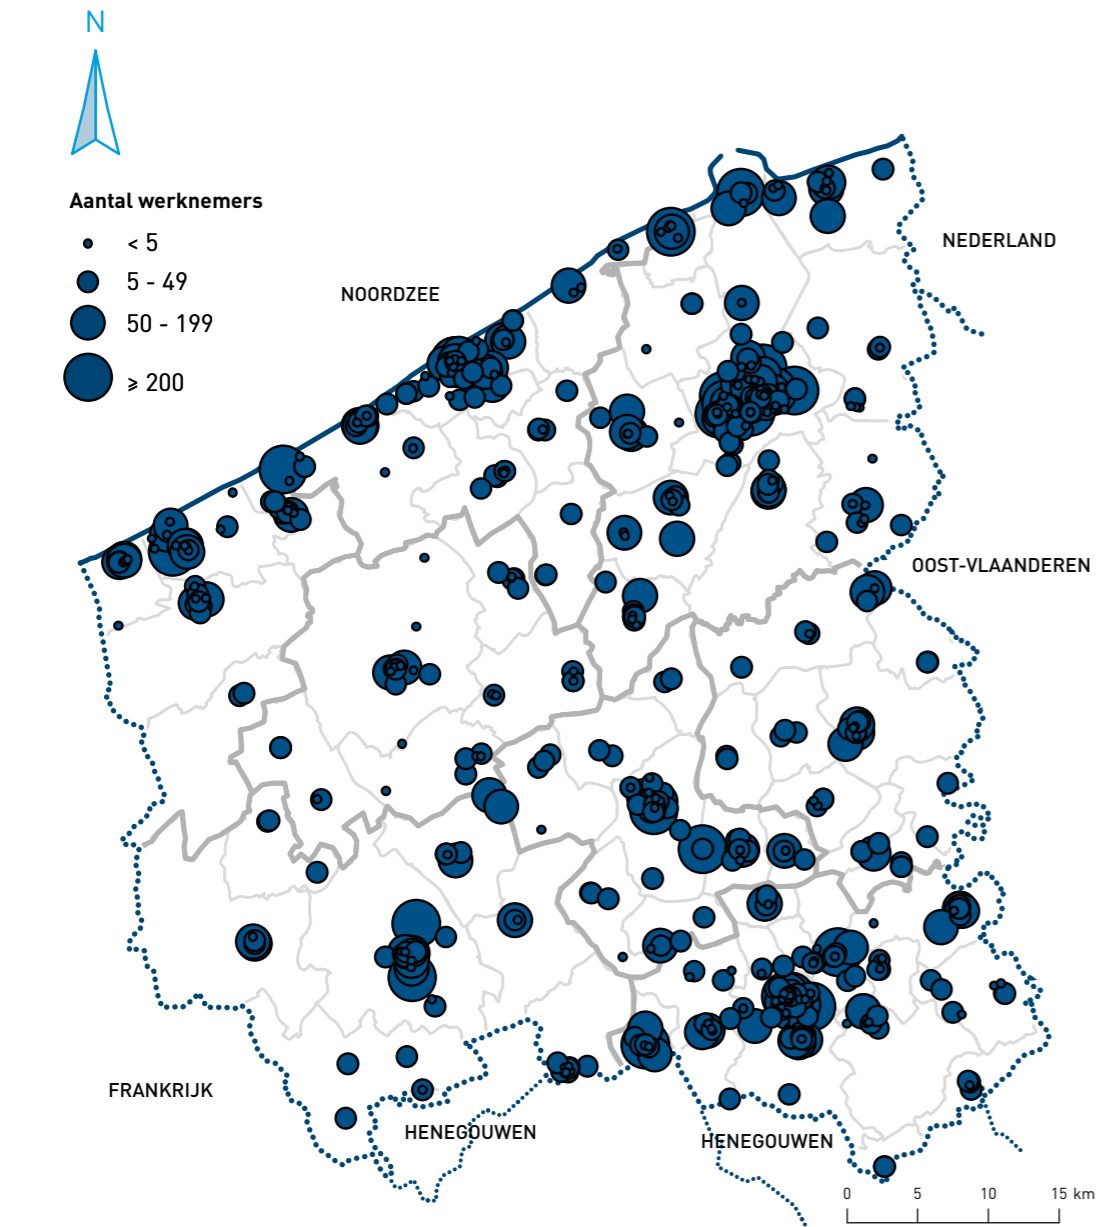 N
Aantal werknemers
< 5
5 - 49
50 - 199
⩾ 200
NOORDZEE
NEDERLAND
OOST-VLAANDEREN
FRANKRIJK
HENEGOUWEN
HENEGOUWEN
0 5 10 15 km